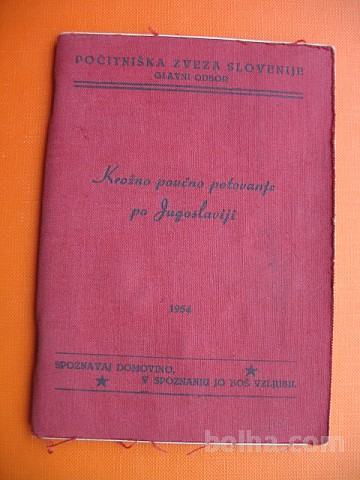 POČITNIŠKA ZVEZA SLOVENIJE
GLAVNI ODBOR
Krožno poučno potovanje
po Jugoslaviji
1954
SPOZNAVAJ DOMOVINO,
V SPOZNANJU JO BOŠ VZLJUBIL
bolha.com